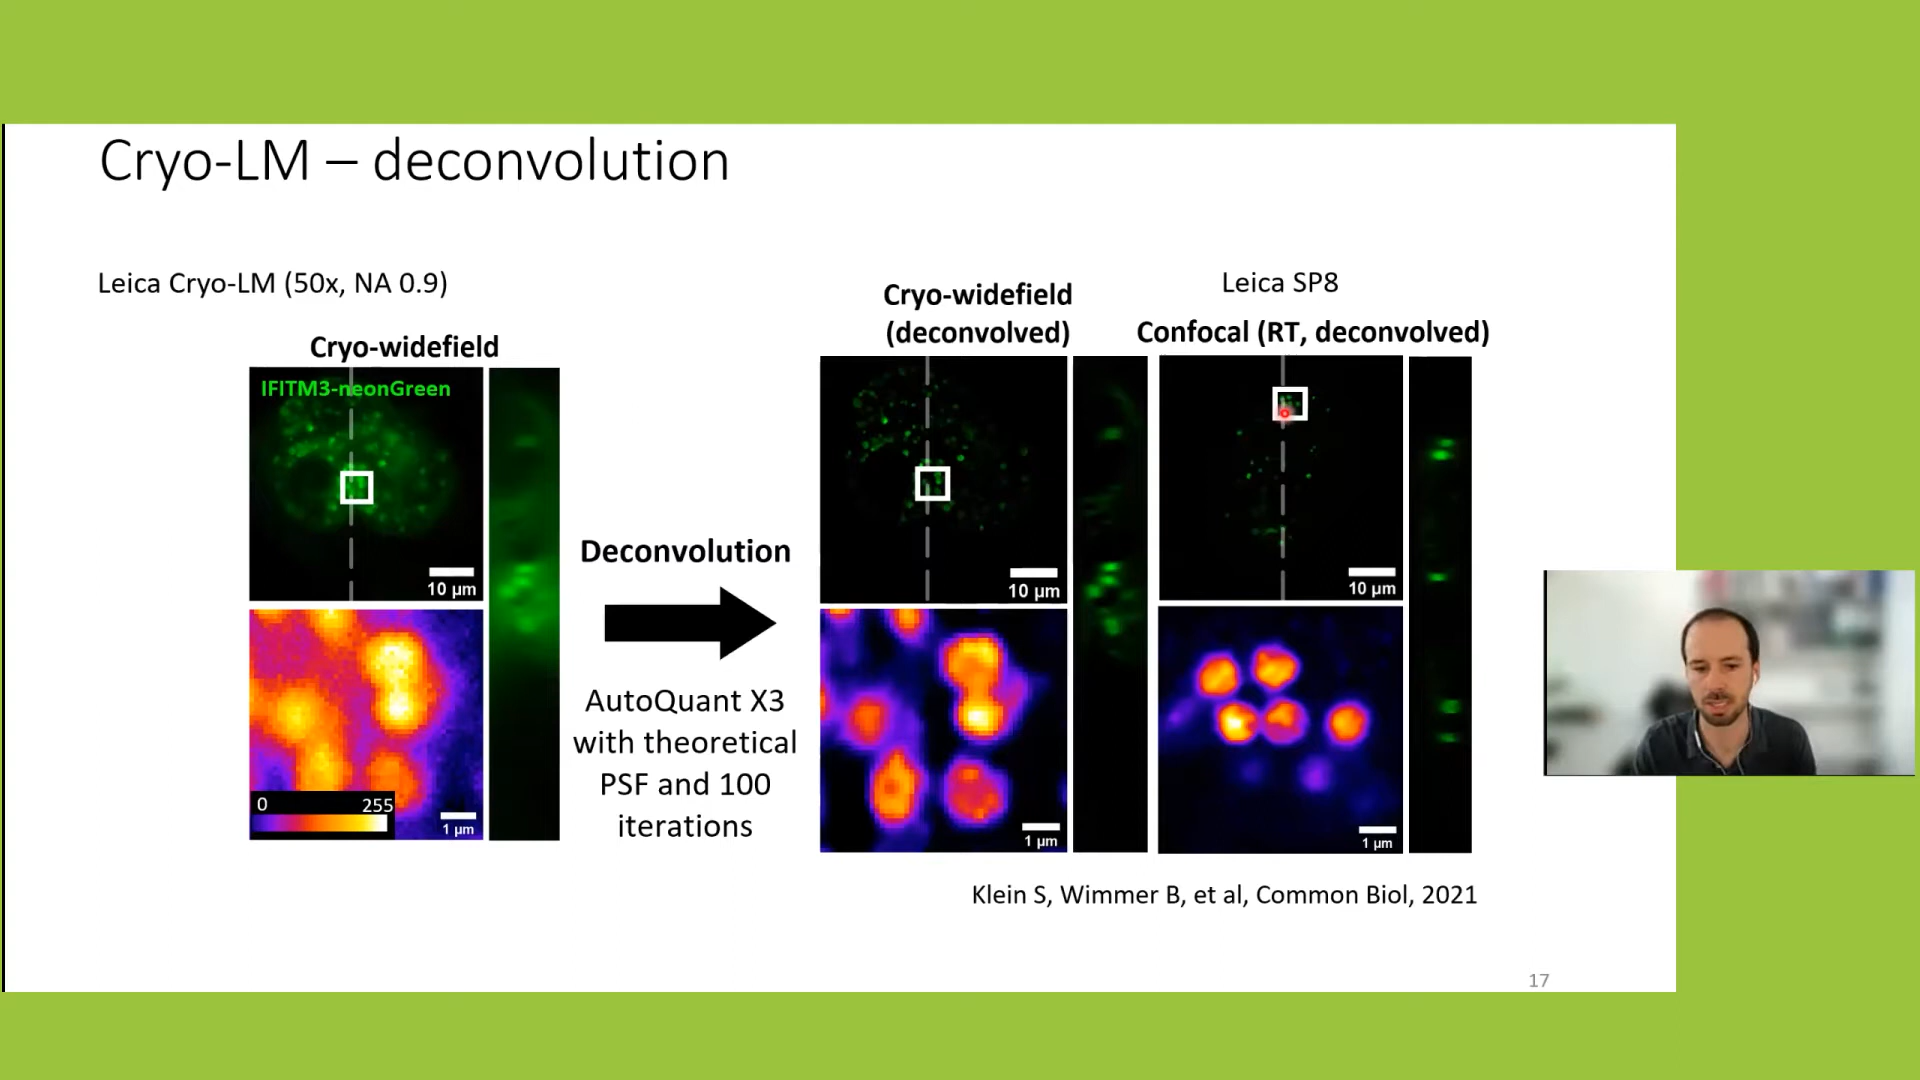 Cryo-LM – deconvolution
Leica Cryo-LM (50x, NA 0.9)
Cryo-widefield
IFITM3-neonGreen
10 µm
0 255
1 µm
Deconvolution
AutoQuant X3
with theoretical
PSF and 100
iterations
Cryo-widefield
(deconvolved)
10 µm
1 µm
Leica SP8
Confocal (RT, deconvolved)
10 µm
1 µm
Klein S, Wimmer B, et al, Common Biol, 2021
17